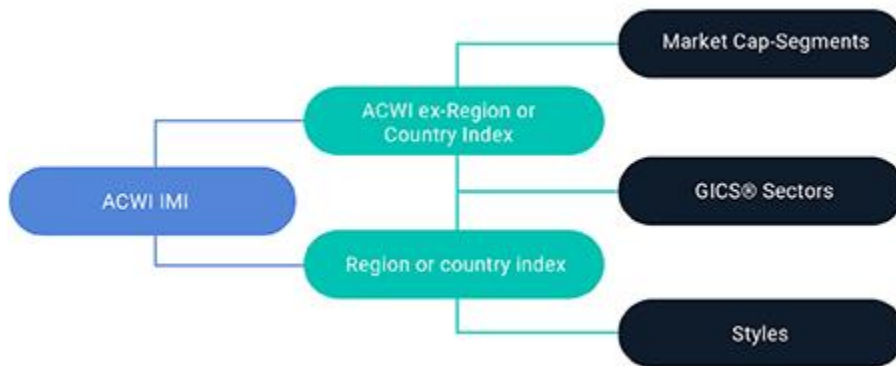 Market Cap-Segments
ACWI ex-Region or
Country Index
ACWI IMI
GICS® Sectors
Region or country index
Styles